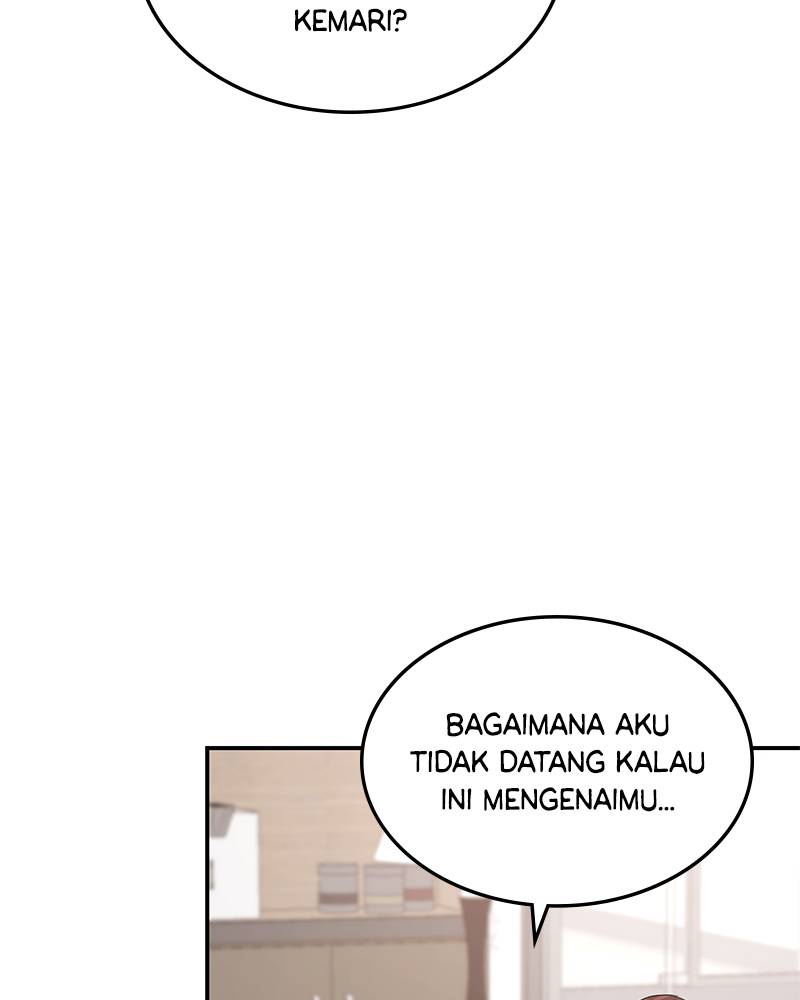 KEMARI?
BAGAIMANA AKU
TIDAK DATANG KALAU
INI MENGENAIMU...